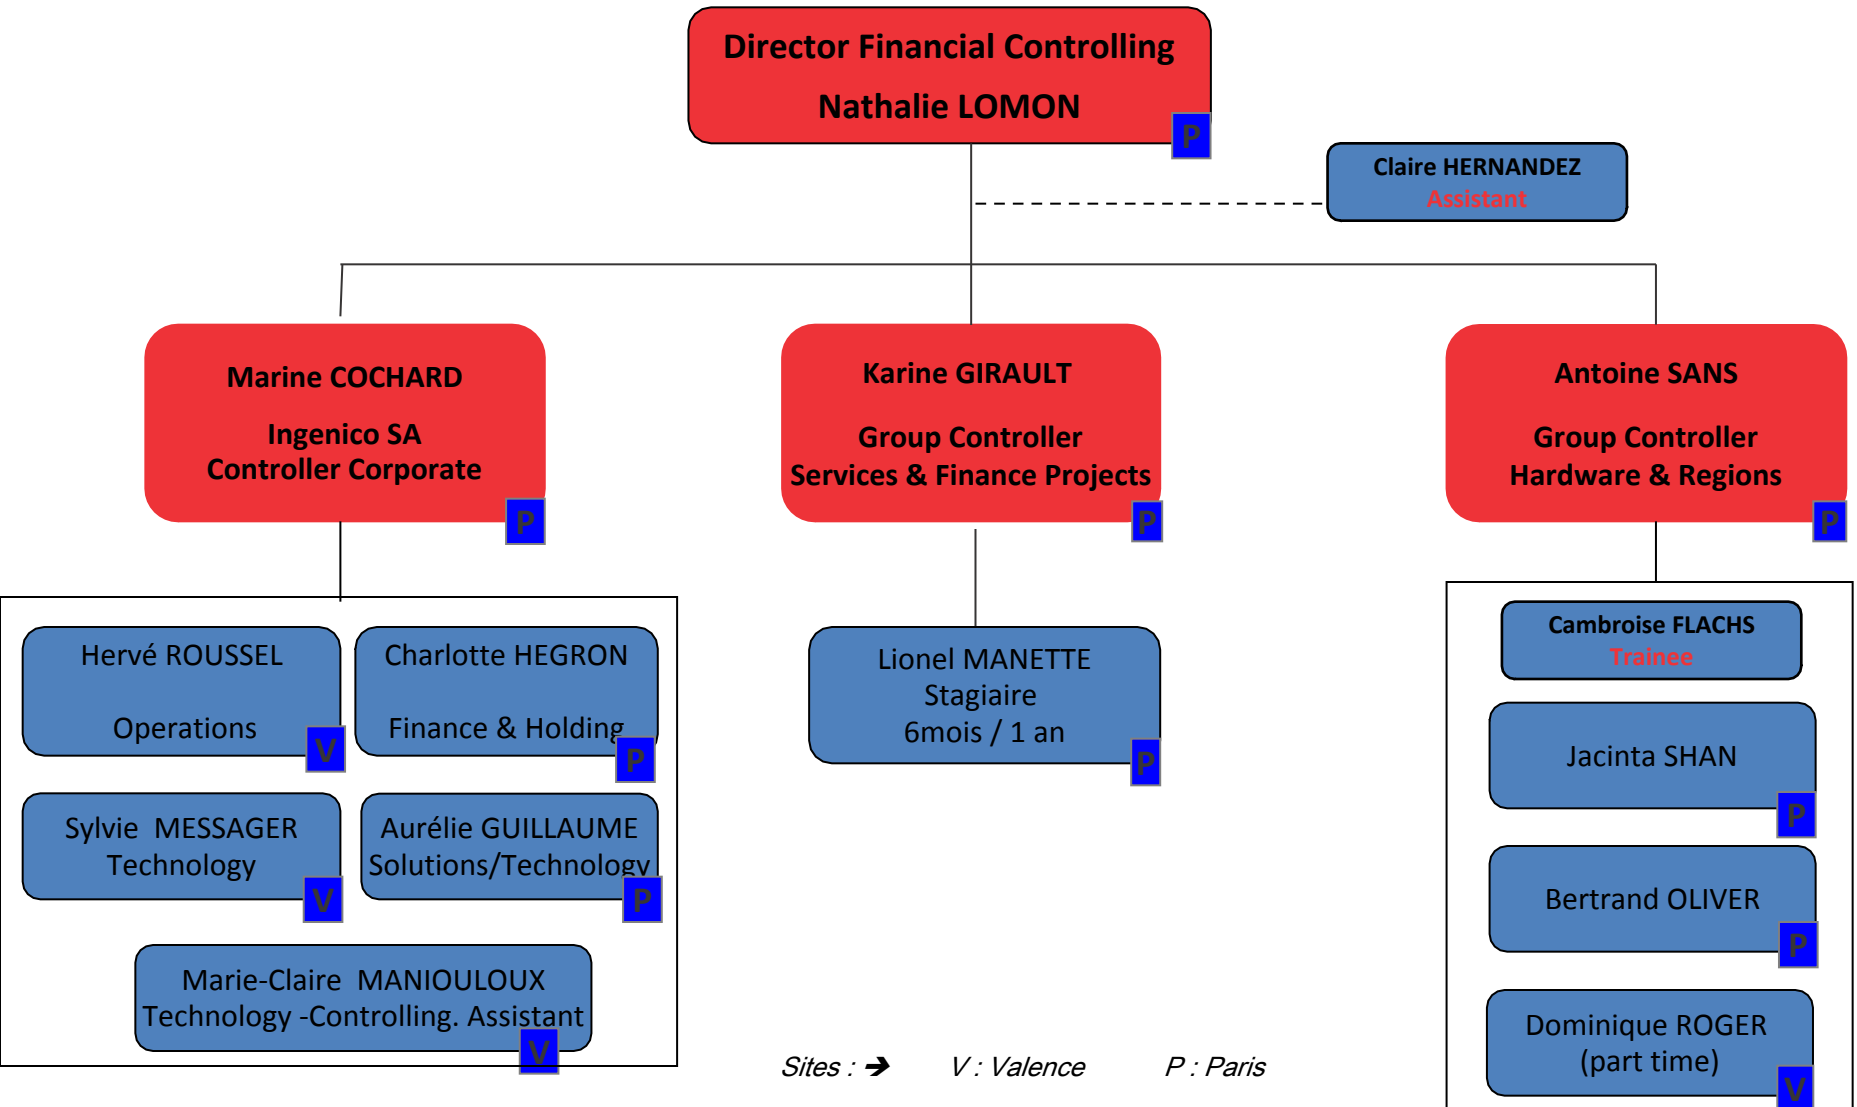 Director Financial Controlling
Nathalie LOMON
P
Claire HERNANDEZ
Assistant
Marine COCHARD
Ingenico SA
Controller Corporate
P
Karine GIRAULT
Group Controller
Services & Finance Projects
P
Antoine SANS
Group Controller
Hardware & Regions
P
Hervé ROUSSEL
Operations
V
Charlotte HEGRON
Finance & Holding
P
Sylvie  MESSAGER
Technology
V
Aurélie GUILLAUME
Solutions/Technology
P
Marie-Claire  MANIOULOUX
Technology -Controlling. Assistant
V
Lionel MANETTE
Stagiaire
6mois / 1 an
P
Cambroise FLACHS
Trainee
Jacinta SHAN
P
Bertrand OLIVER
P
Dominique ROGER
(part time)
V
Sites : ➔ V : Valence P : Paris